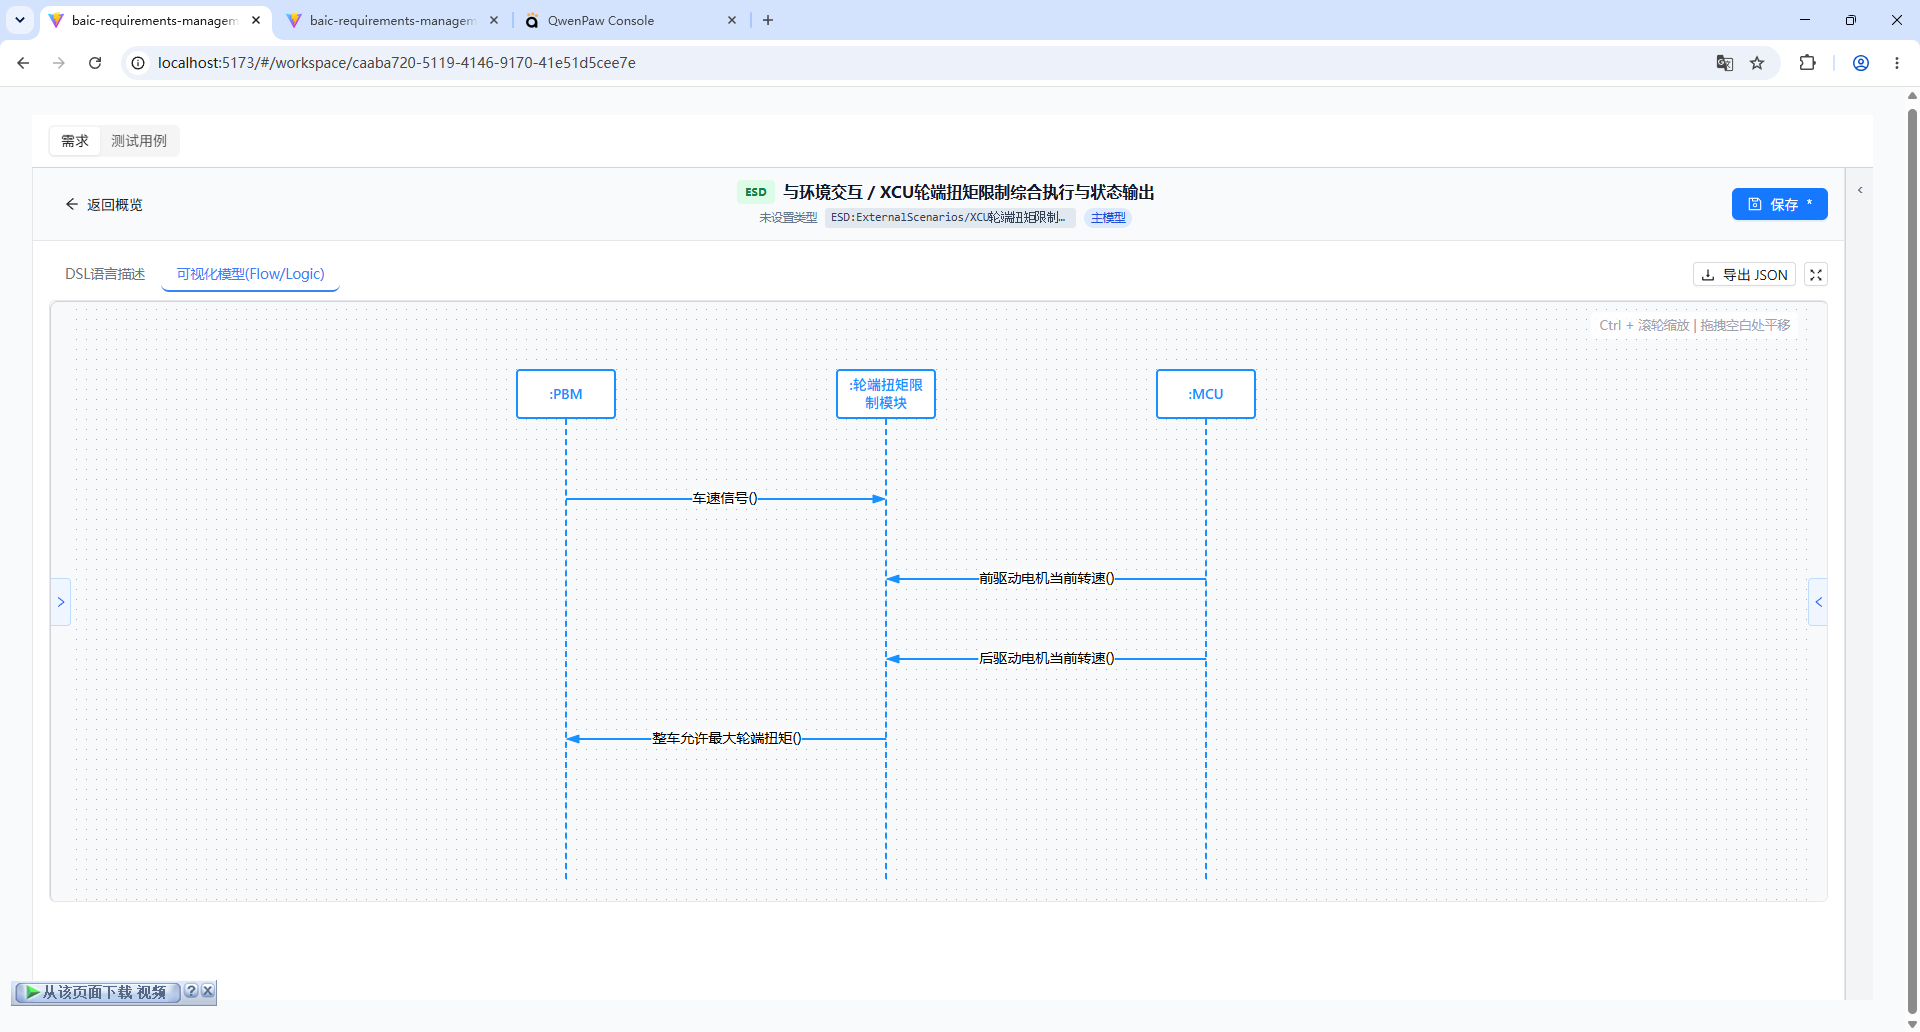 baic-requirements-managem
baic-requirements-managem
QwenPaw Console
localhost:5173/#/workspace/caaba720-5119-4146-9170-41e51d5cee7e
需求
测试用例
返回概览
ESD 与环境交互 / XCU轮端扭矩限制综合执行与状态输出
未设置类型 ESD:ExternalScenarios/XCU轮端扭矩限制… 主模型
保存 *
DSL语言描述
可视化模型(Flow/Logic)
导出 JSON
Ctrl + 滚轮缩放 | 拖拽空白处平移
:PBM
:轮端扭矩限
制模块
:MCU
车速信号()
前驱动电机当前转速()
后驱动电机当前转速()
整车允许最大轮端扭矩()
从该页面下载 视频